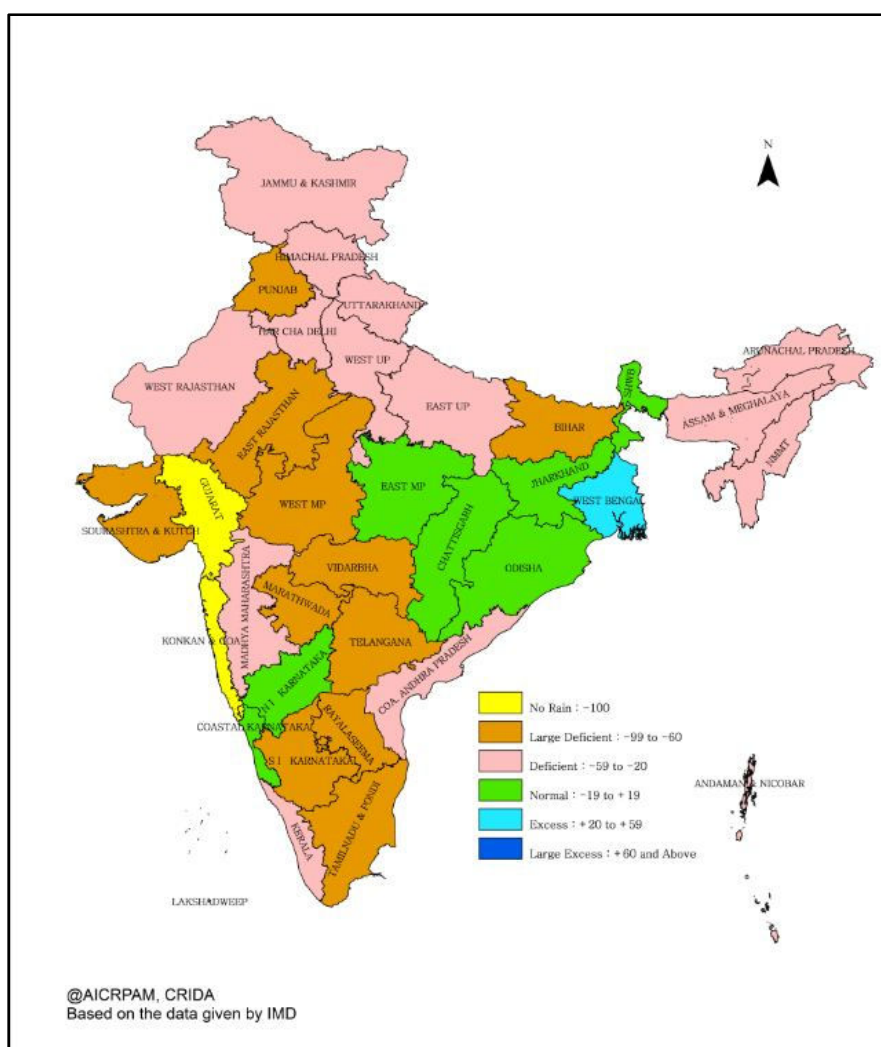 N
JAMMU & KASHMIR
HIMACHAL PRADESH
PUNJAB
UTTARAKHAND
HAR CHA DELHI
WEST UP
WEST RAJASTHAN
EAST UP
ARUNACHAL PRADESH
SHWB
ASSAM & MEGHALAYA
NMMT
EAST RAJASTHAN
BIHAR
JHARKHAND
EAST MP
WEST MP
GUJARAT
WEST BENGAL
SOURASHTRA & KUTCH
CHATTISGARH
ODISHA
VIDARBHA
MARATHWADA
MADHYA MAHARASHTRA
KONKAN & GOA
TELANGANA
COA. ANDHRA PRADESH
N I KARNATAKA
COASTAL KARNATAKA
RAYALASEEMA
S I KARNATAKA
TAMILNADU & PONDI
KERALA
LAKSHADWEEP
ANDAMAN & NICOBAR
No Rain : -100
Large Deficient : -99 to -60
Deficient : -59 to -20
Normal : -19 to +19
Excess : +20 to +59
Large Excess : +60 and Above
@AICRPAM, CRIDA
Based on the data given by IMD